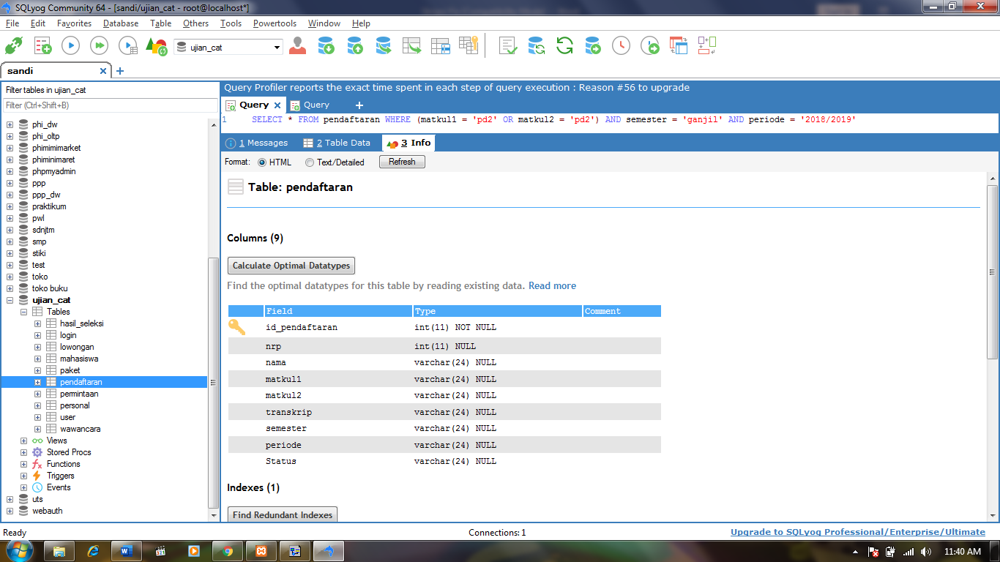 SQLyog Community 64 - [sandi/ujian_cat - root@localhost*]
File Edit Favorites Database Table Others Tools Powertools Window Help
ujian_cat
sandi
Filter tables in ujian_cat
Filter (Ctrl+Shift+B)
phi_dw
phi_oltp
phimimimarket
phiminimaret
phpmyadmin
ppp
ppp_dw
praktikum
pwl
sdnjtm
smp
stiki
test
toko
toko buku
ujian_cat
Tables
hasil_seleksi
login
lowongan
mahasiswa
paket
pendaftaran
permintaan
personal
user
wawancara
Views
Stored Procs
Functions
Triggers
Events
uts
webauth
Query Profiler reports the exact time spent in each step of query execution : Reason #56 to upgrade
Query Query
1 SELECT * FROM pendaftaran WHERE (matkul1 = 'pd2' OR matkul2 = 'pd2') AND semester = 'ganjil' AND periode = '2018/2019'
1 Messages 2 Table Data 3 Info
Format: HTML Text/Detailed Refresh
Table: pendaftaran
Columns (9)
Calculate Optimal Datatypes
Find the optimal datatypes for this table by reading existing data. Read more
Field Type Comment
id_pendaftaran int(11) NOT NULL
nrp int(11) NULL
nama varchar(24) NULL
matkul1 varchar(24) NULL
matkul2 varchar(24) NULL
transkrip varchar(24) NULL
semester varchar(24) NULL
periode varchar(24) NULL
Status varchar(24) NULL
Indexes (1)
Find Redundant Indexes
Ready Connections: 1 Upgrade to SQLyog Professional/Enterprise/Ultimate
11:40 AM